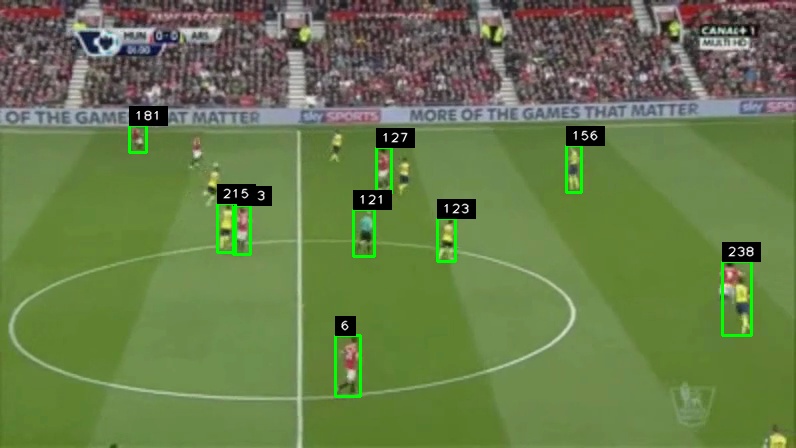 MUN 0-0 ARS
01:00
CANAL+ 1
MULTI HD
OF THE GAMES THAT MATTER sky SPORTS MORE OF THE GAMES THAT MATTER sky SPORTS
181
127
156
215 3
121
123
238
6